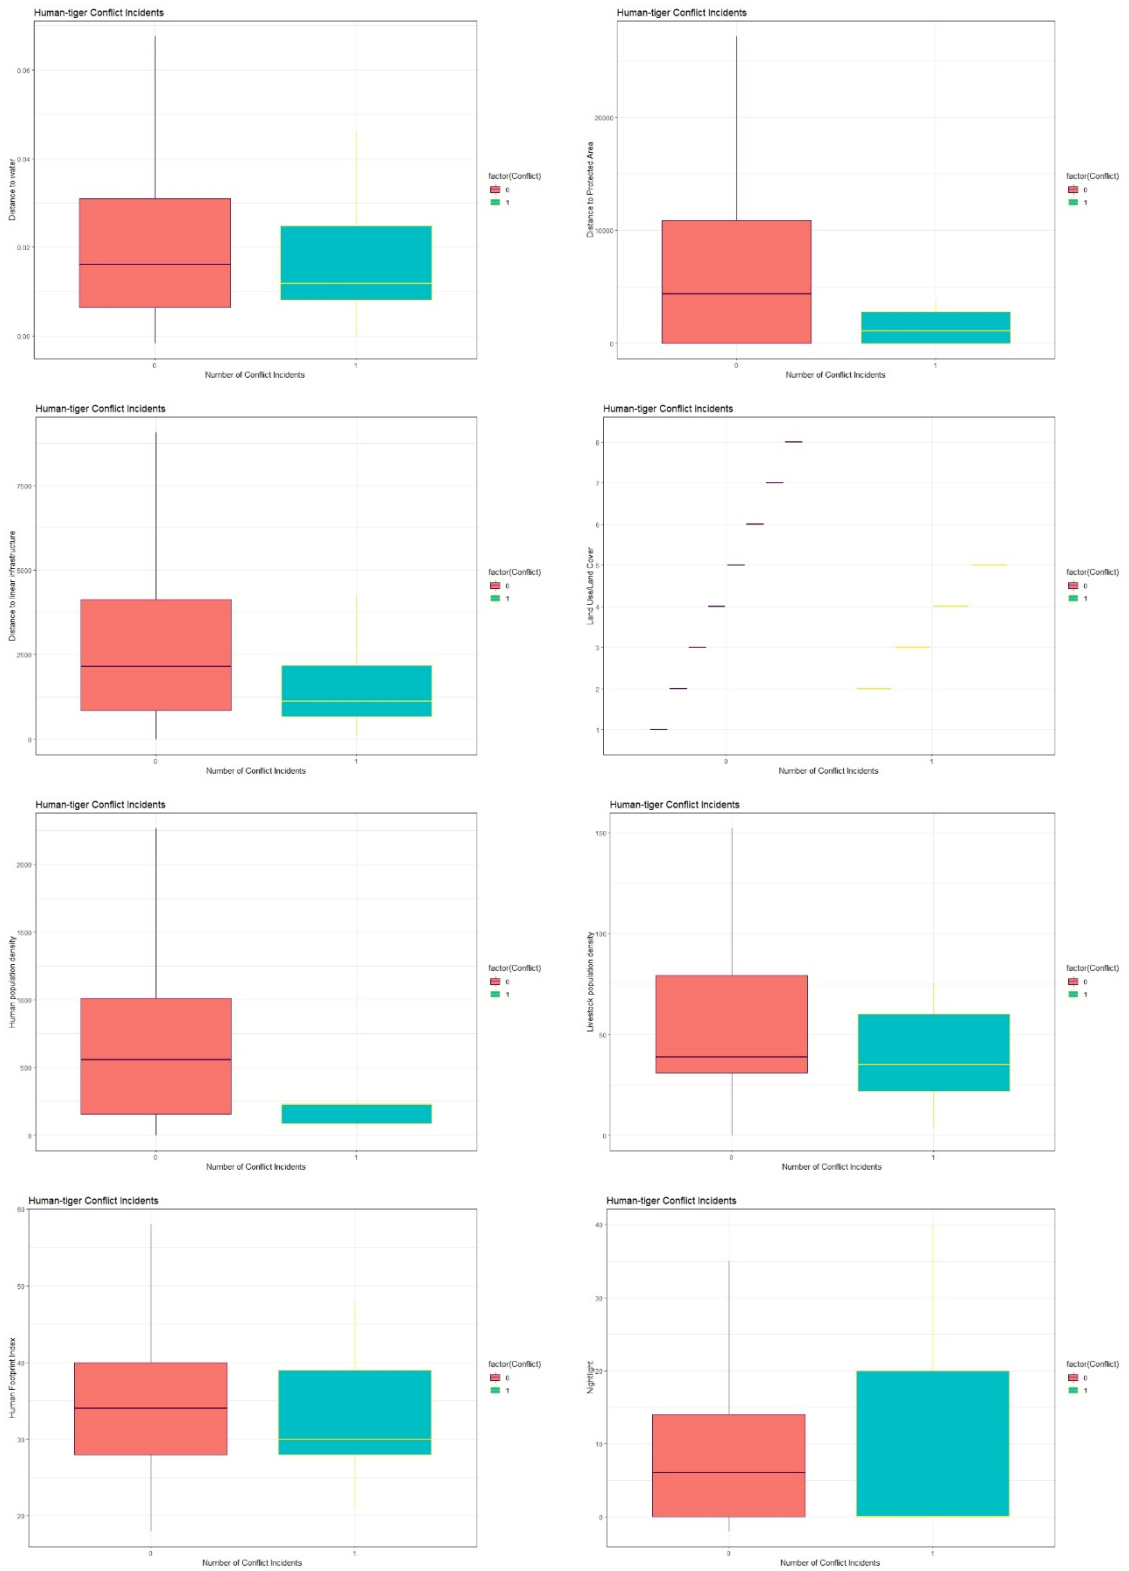 Human-tiger Conflict Incidents
Distance to water
0.06
0.04
0.02
0.00
0
1
Number of Conflict Incidents
factor(Conflict)
0
1
Human-tiger Conflict Incidents
Distance to Protected Area
20000
10000
0
0
1
Number of Conflict Incidents
factor(Conflict)
0
1
Human-tiger Conflict Incidents
Distance to linear infrastructure
7500
5000
2500
0
0
1
Number of Conflict Incidents
factor(Conflict)
0
1
Human-tiger Conflict Incidents
Land Use/Land Cover
8
7
6
5
4
3
2
1
0
1
Number of Conflict Incidents
factor(Conflict)
0
1
Human-tiger Conflict Incidents
Human population density
2000
1500
1000
500
0
0
1
Number of Conflict Incidents
factor(Conflict)
0
1
Human-tiger Conflict Incidents
Livestock population density
150
100
50
0
0
1
Number of Conflict Incidents
factor(Conflict)
0
1
Human-tiger Conflict Incidents
Human Footprint Index
60
50
40
30
20
0
1
Number of Conflict Incidents
factor(Conflict)
0
1
Human-tiger Conflict Incidents
Nightlight
40
30
20
10
0
0
1
Number of Conflict Incidents
factor(Conflict)
0
1